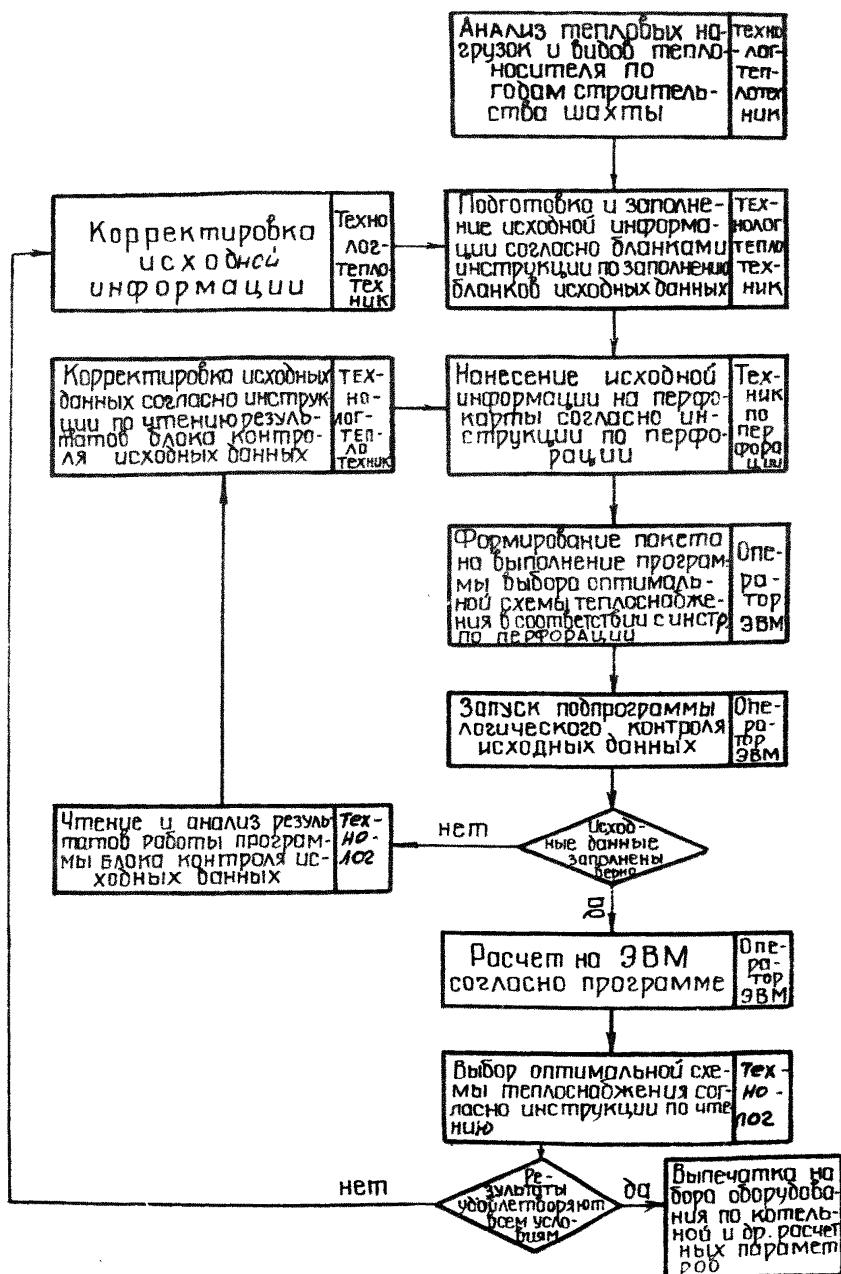 Анализ тепловых на-
грузок и видов тепло-
носителя по
годам строитель-
ства шахты
техно
лог-
теп-
лотех
ник
Корректировка
исходной
информации
Техно
лог-
тепло
тех
ник
Подготовка и заполне-
ние исходной информа-
ции согласно бланками
инструкции по заполнению
бланков исходных данных
тех-
нолог
тепло
тех-
ник
Корректировка исходных
данных согласно инструк
ции по чтению резуль-
татов блока контро-
ля исходных данных
тех-
но-
лог-
теп-
ло
техник
Нанесение исходной
информации на перфо-
карты согласно ин-
струкции по перфо-
рации
Тех-
ник
по
пер
фора
ции
Формирование пакета
на выполнение програм-
мы выбора оптималь-
ной схемы теплоснабже-
ния в соответствии с инстр.
по перфорации
Опе-
ра-
тор
ЭВМ
Запуск подпрограммы
логического контроля
исходных данных
Опе-
ра-
тор
ЭВМ
Чтение и анализ резуль
татов работы програм-
мы блока контроля ис-
ходных данных
Тех-
но-
лог
нет
Исход-
ные данные
заполнены
верно
да
Расчет на ЭВМ
согласно программе
Опе-
ра-
тор
ЭВМ
Выбор оптимальной схе-
мы теплоснабжения сог-
ласно инструкции по чте
нию
Тех-
но-
лог
нет
Ре-
зультаты
удовлетворяют
всем усло-
виям
да
Выпечатка на
бора оборудова-
ния по котель-
ной и др. расчет
ных парамет
ров